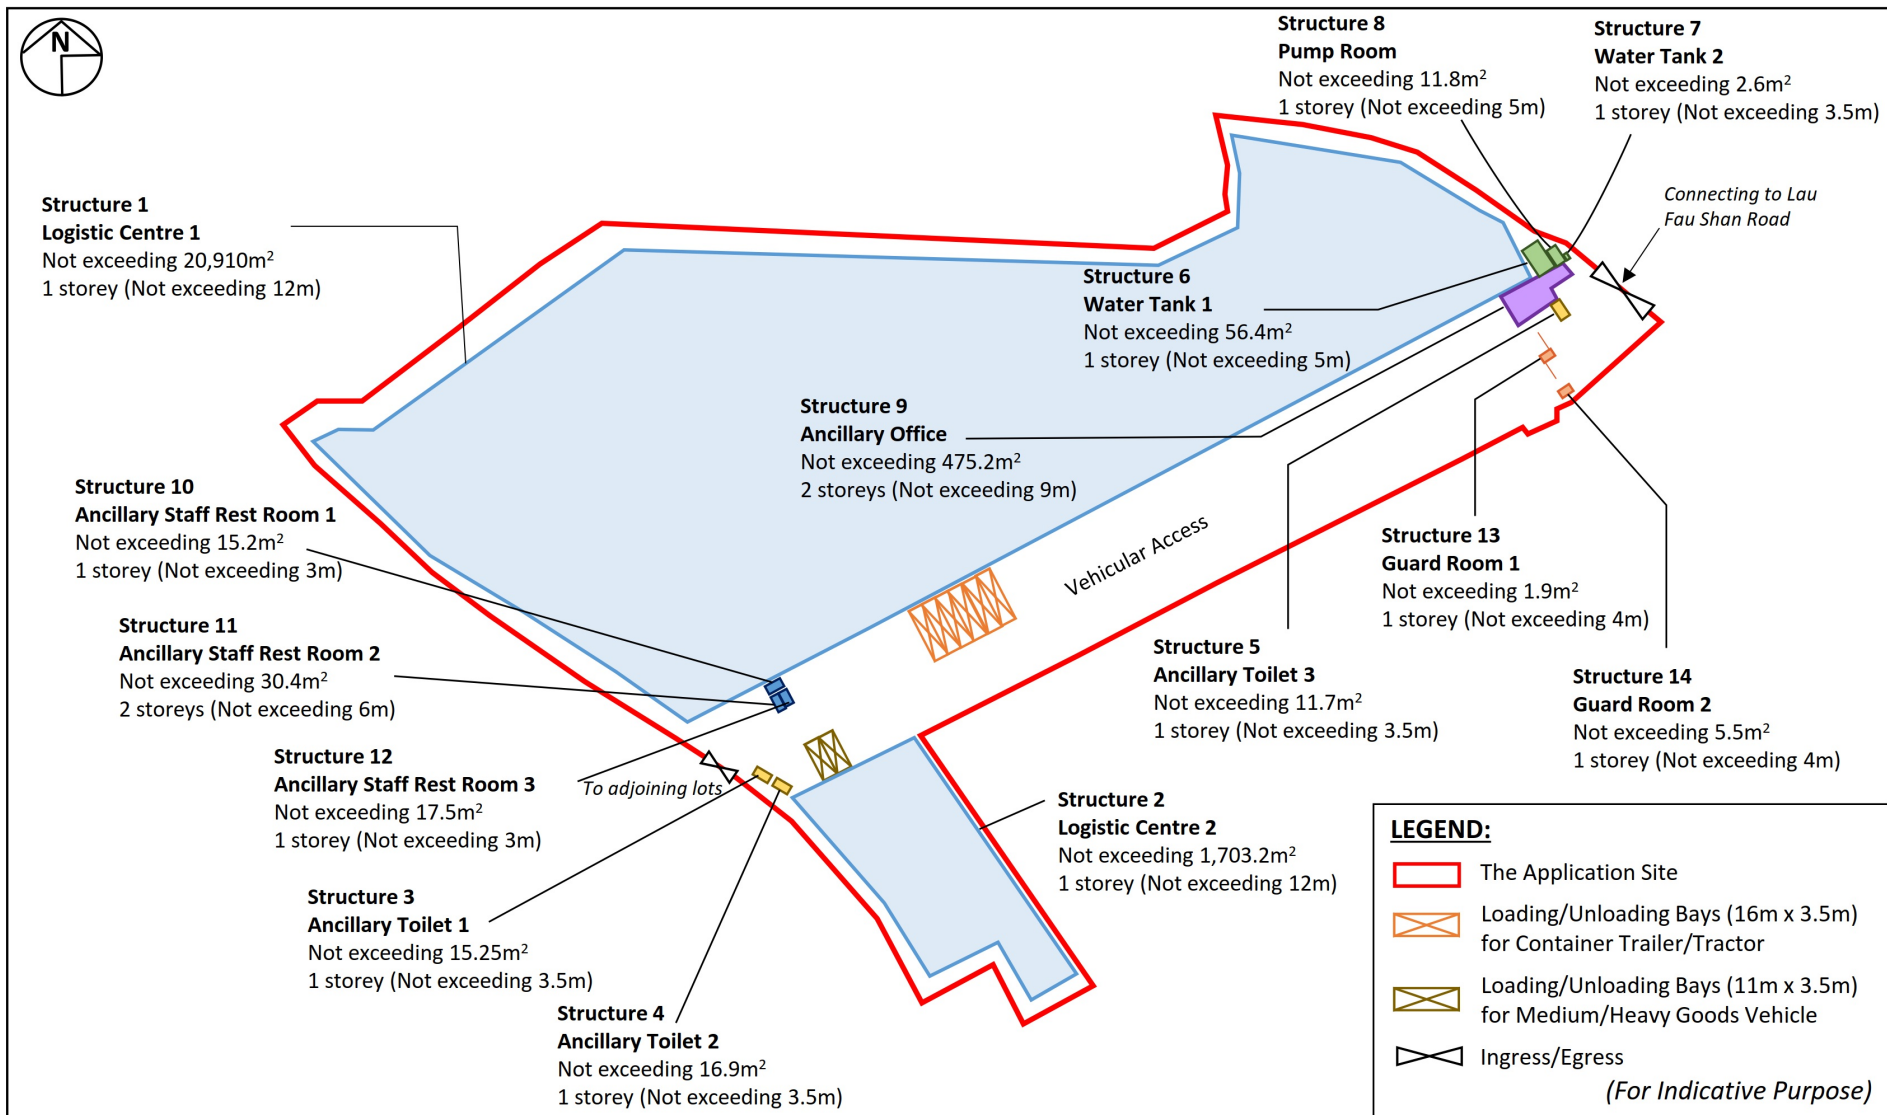 N
Structure 8
Pump Room
Not exceeding 11.8m²
1 storey (Not exceeding 5m)
Structure 7
Water Tank 2
Not exceeding 2.6m²
1 storey (Not exceeding 3.5m)
Connecting to Lau
Fau Shan Road
Structure 1
Logistic Centre 1
Not exceeding 20,910m²
1 storey (Not exceeding 12m)
Structure 6
Water Tank 1
Not exceeding 56.4m²
1 storey (Not exceeding 5m)
Structure 9
Ancillary Office
Not exceeding 475.2m²
2 storeys (Not exceeding 9m)
Structure 10
Ancillary Staff Rest Room 1
Not exceeding 15.2m²
1 storey (Not exceeding 3m)
Vehicular Access
Structure 13
Guard Room 1
Not exceeding 1.9m²
1 storey (Not exceeding 4m)
Structure 11
Ancillary Staff Rest Room 2
Not exceeding 30.4m²
2 storeys (Not exceeding 6m)
Structure 5
Ancillary Toilet 3
Not exceeding 11.7m²
1 storey (Not exceeding 3.5m)
Structure 14
Guard Room 2
Not exceeding 5.5m²
1 storey (Not exceeding 4m)
Structure 12
Ancillary Staff Rest Room 3
Not exceeding 17.5m²
1 storey (Not exceeding 3m)
To adjoining lots
Structure 2
Logistic Centre 2
Not exceeding 1,703.2m²
1 storey (Not exceeding 12m)
Structure 3
Ancillary Toilet 1
Not exceeding 15.25m²
1 storey (Not exceeding 3.5m)
Structure 4
Ancillary Toilet 2
Not exceeding 16.9m²
1 storey (Not exceeding 3.5m)
LEGEND:
The Application Site
Loading/Unloading Bays (16m x 3.5m)
for Container Trailer/Tractor
Loading/Unloading Bays (11m x 3.5m)
for Medium/Heavy Goods Vehicle
Ingress/Egress
(For Indicative Purpose)